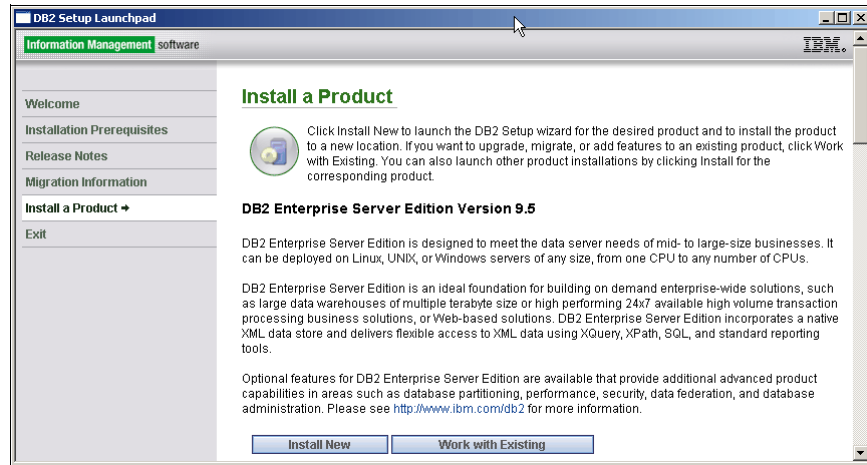 DB2 Setup Launchpad
Information Management software
IBM.
Welcome
Installation Prerequisites
Release Notes
Migration Information
Install a Product
Exit
Install a Product
Click Install New to launch the DB2 Setup wizard for the desired product and to install the product
to a new location. If you want to upgrade, migrate, or add features to an existing product, click Work
with Existing. You can also launch other product installations by clicking Install for the
corresponding product.
DB2 Enterprise Server Edition Version 9.5
DB2 Enterprise Server Edition is designed to meet the data server needs of mid- to large-size businesses. It
can be deployed on Linux, UNIX, or Windows servers of any size, from one CPU to any number of CPUs.
DB2 Enterprise Server Edition is an ideal foundation for building on demand enterprise-wide solutions, such
as large data warehouses of multiple terabyte size or high performing 24x7 available high volume transaction
processing business solutions, or Web-based solutions. DB2 Enterprise Server Edition incorporates a native
XML data store and delivers flexible access to XML data using XQuery, XPath, SQL, and standard reporting
tools.
Optional features for DB2 Enterprise Server Edition are available that provide additional advanced product
capabilities in areas such as database partitioning, performance, security, data federation, and database
administration. Please see http://www.ibm.com/db2 for more information.
Install New
Work with Existing